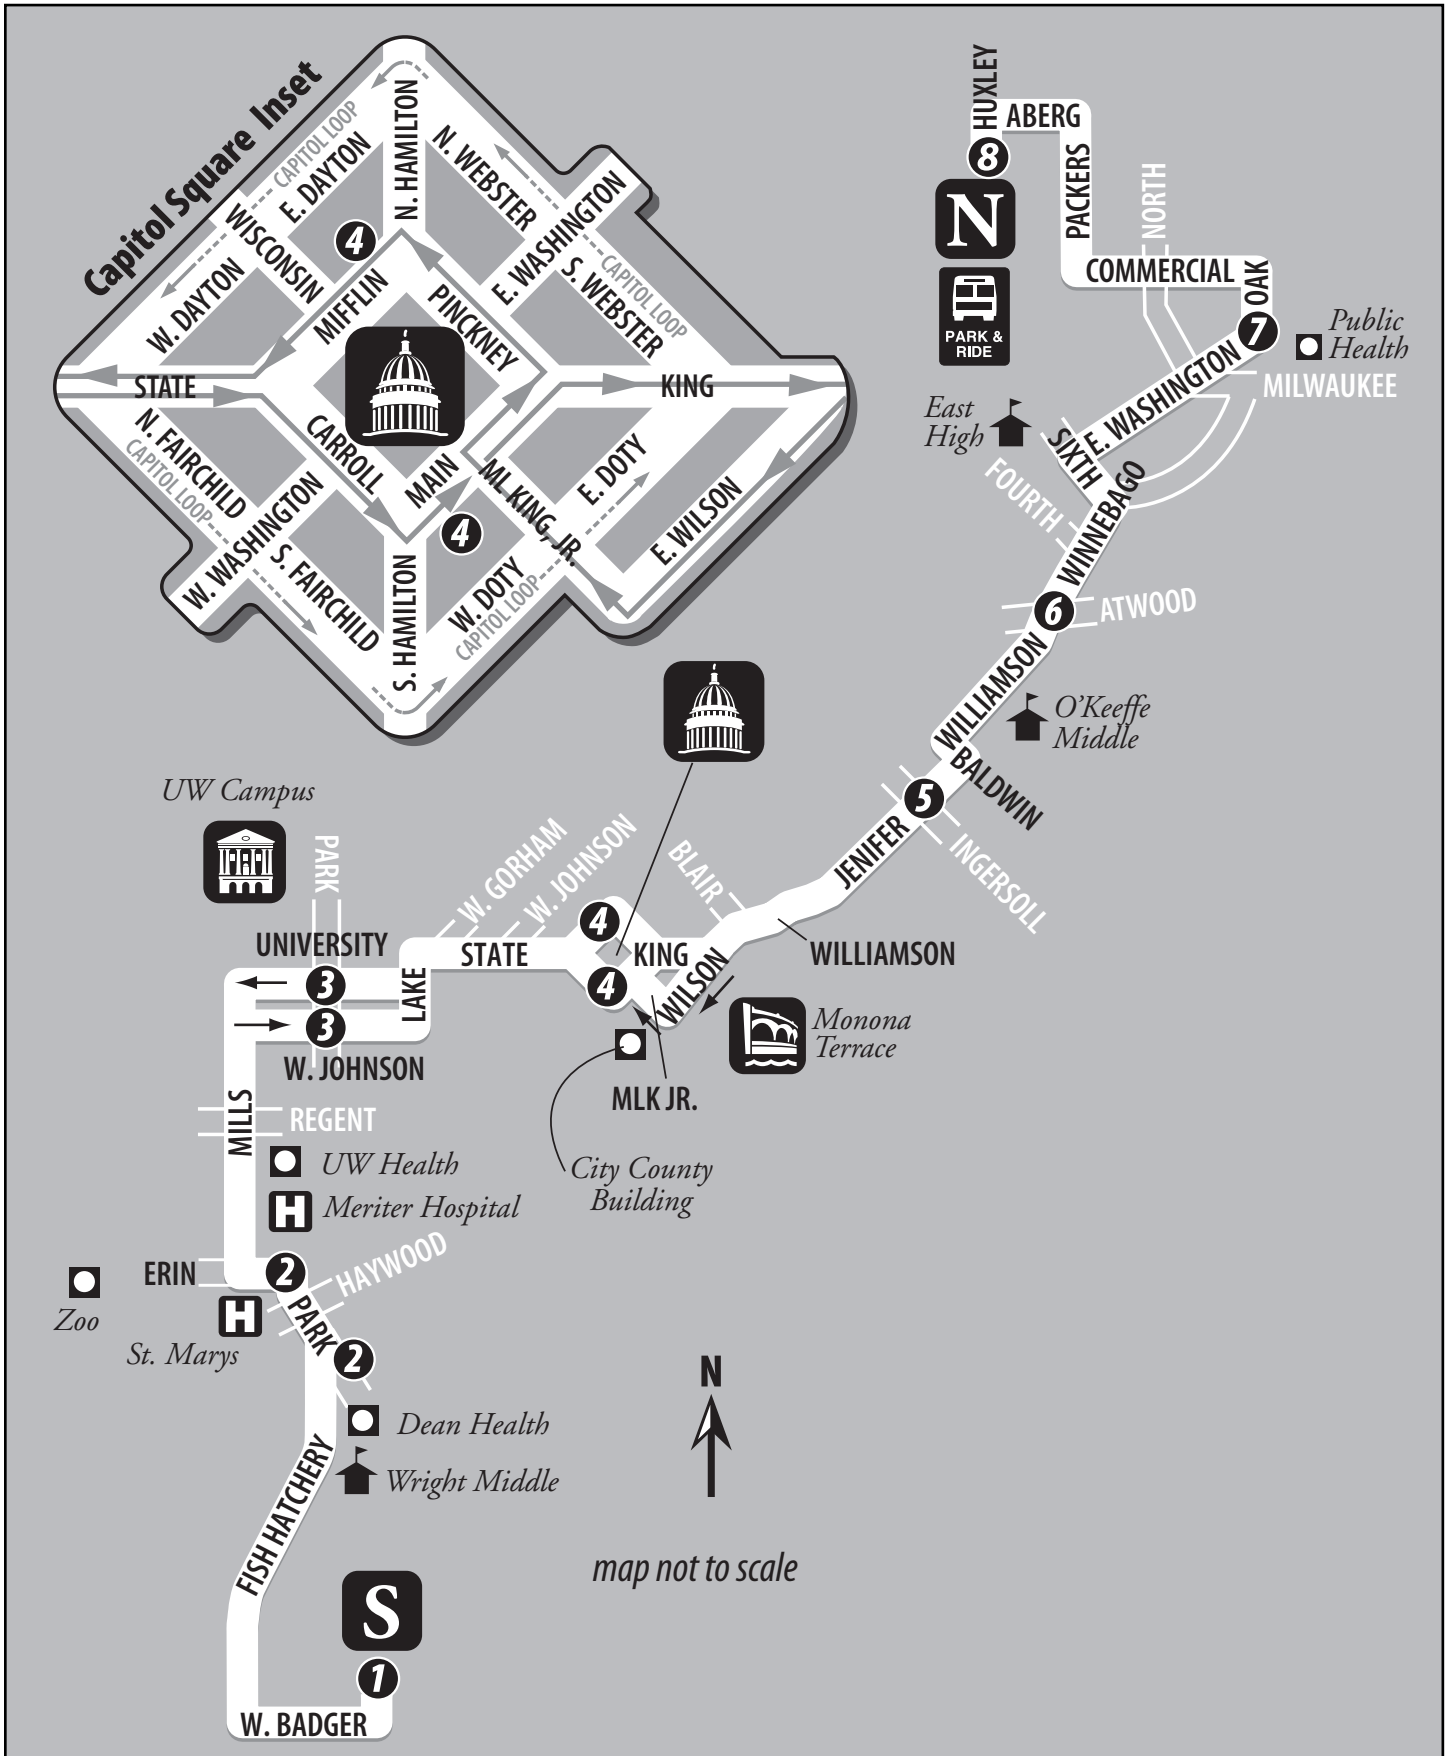 Capitol Square Inset
CAPITOL LOOP
E. DAYTON
N. HAMILTON
N. WEBSTER
E. WASHINGTON
WISCONSIN
4
W. DAYTON
MIFFLIN
PINCKNEY
S. WEBSTER
CAPITOL LOOP
STATE
KING
N. FAIRCHILD
CAPITOL LOOP
CARROLL
MAIN
4
ML KING, JR.
E. DOTY
E. WILSON
W. WASHINGTON
S. FAIRCHILD
S. HAMILTON
W. DOTY
CAPITOL LOOP
HUXLEY
ABERG
8
N
PARK &
RIDE
PACKERS
NORTH
COMMERCIAL
OAK
7
Public
Health
E. WASHINGTON
MILWAUKEE
East
High
SIXTH
FOURTH
WINNEBAGO
6
ATWOOD
WILLIAMSON
O'Keeffe
Middle
BALDWIN
5
JENIFER
INGERSOLL
UW Campus
PARK
W. GORHAM
W. JOHNSON
BLAIR
UNIVERSITY
3
3
W. JOHNSON
LAKE
STATE
4
4
KING
WILSON
WILLIAMSON
Monona
Terrace
MLK JR.
City County
Building
MILLS
REGENT
UW Health
H
Meriter Hospital
ERIN
2
HAYWOOD
Zoo
H
St. Marys
PARK
2
Dean Health
Wright Middle
FISH HATCHERY
N
map not to scale
S
1
W. BADGER